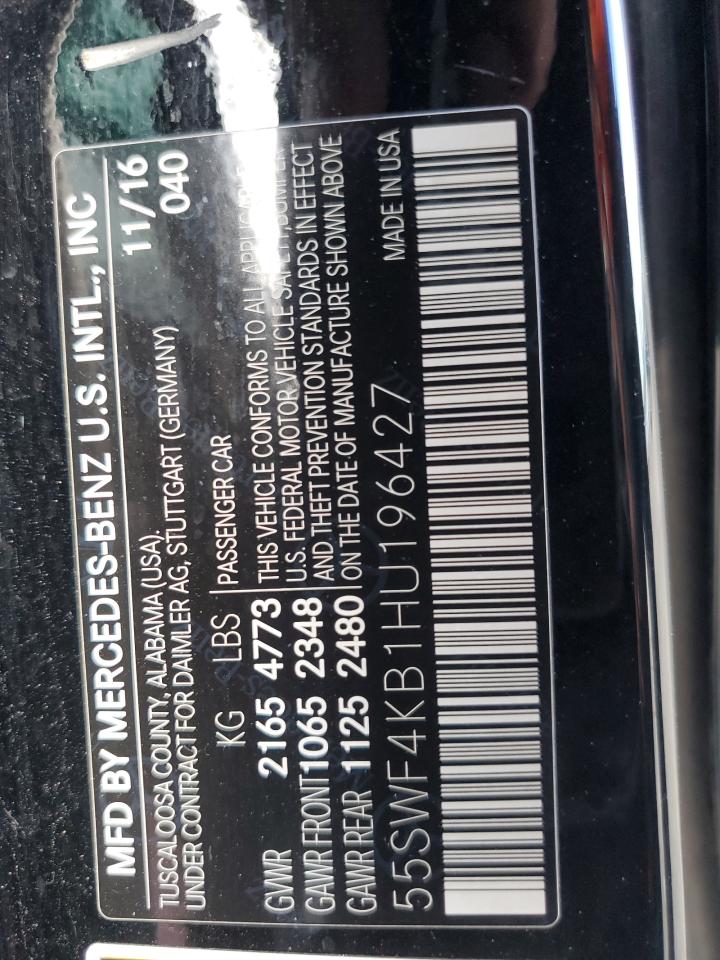 MFD BY MERCEDES-BENZ U.S. INTL., INC
TUSCALOOSA COUNTY, ALABAMA (USA), 11/16
UNDER CONTRACT FOR DAIMLER AG, STUTTGART (GERMANY) 040
KG LBS PASSENGER CAR
GVWR 2165 4773 THIS VEHICLE CONFORMS TO ALL APPLICABLE
GAWR FRONT 1065 2348 U.S. FEDERAL MOTOR VEHICLE SAFETY, BUMPER,
GAWR REAR 1125 2480 AND THEFT PREVENTION STANDARDS IN EFFECT
ON THE DATE OF MANUFACTURE SHOWN ABOVE
55SWF4KB1HU196427 MADE IN USA